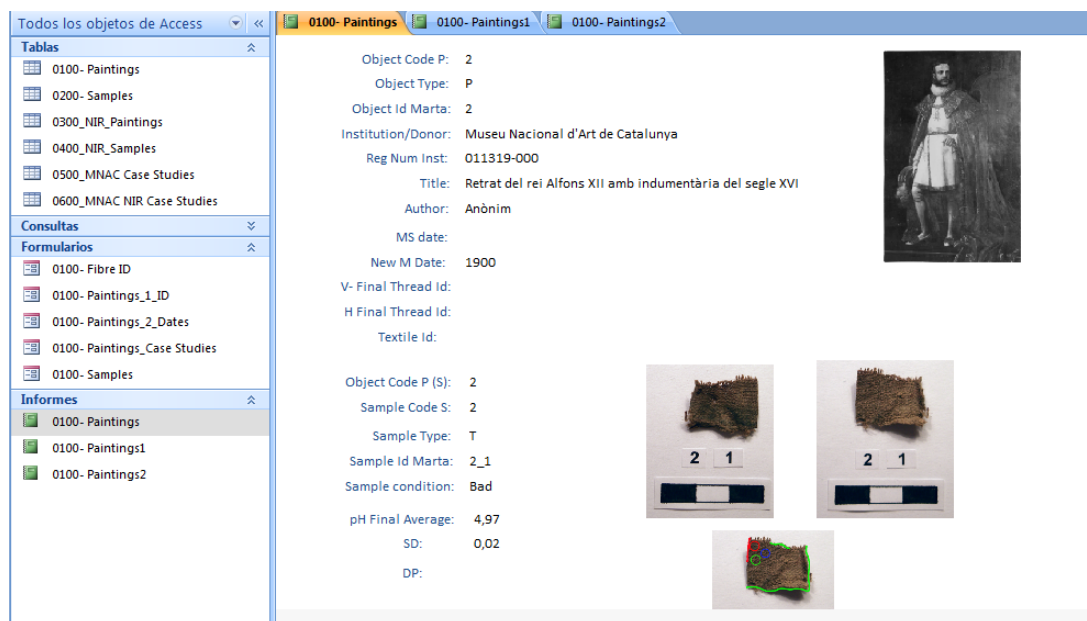 Todos los objetos de Access
Tablas
0100- Paintings
0200- Samples
0300_NIR_Paintings
0400_NIR_Samples
0500_MNAC Case Studies
0600_MNAC NIR Case Studies
Consultas
Formularios
0100- Fibre ID
0100- Paintings_1_ID
0100- Paintings_2_Dates
0100- Paintings_Case Studies
0100- Samples
Informes
0100- Paintings
0100- Paintings1
0100- Paintings2
0100- Paintings 0100- Paintings1 0100- Paintings2
Object Code P: 2
Object Type: P
Object Id Marta: 2
Institution/Donor: Museu Nacional d'Art de Catalunya
Reg Num Inst: 011319-000
Title: Retrat del rei Alfons XII amb indumentària del segle XVI
Author: Anònim
MS date:
New M Date: 1900
V- Final Thread Id:
H Final Thread Id:
Textile Id:
Object Code P (S): 2
Sample Code S: 2
Sample Type: T
Sample Id Marta: 2_1
Sample condition: Bad
pH Final Average: 4,97
SD: 0,02
DP:
2 1
2 1